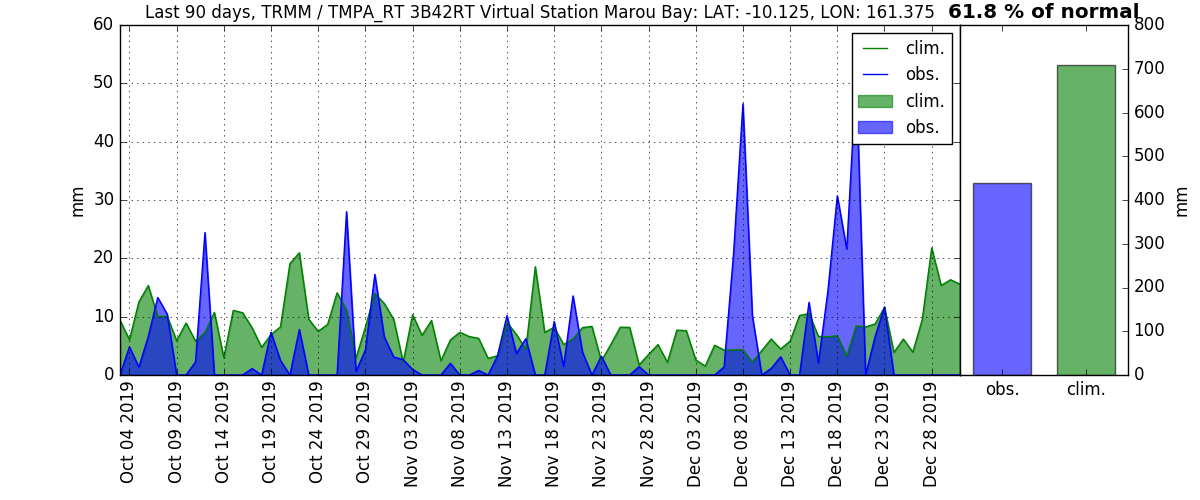 Last 90 days, TRMM / TMPA_RT 3B42RT Virtual Station Marou Bay: LAT: -10.125, LON: 161.375
61.8 % of normal
clim.
obs.
clim.
obs.
60
50
40
30
20
10
0
mm
Oct 04 2019
Oct 09 2019
Oct 14 2019
Oct 19 2019
Oct 24 2019
Oct 29 2019
Nov 03 2019
Nov 08 2019
Nov 13 2019
Nov 18 2019
Nov 23 2019
Nov 28 2019
Dec 03 2019
Dec 08 2019
Dec 13 2019
Dec 18 2019
Dec 23 2019
Dec 28 2019
obs.
clim.
800
700
600
500
400
300
200
100
0
mm